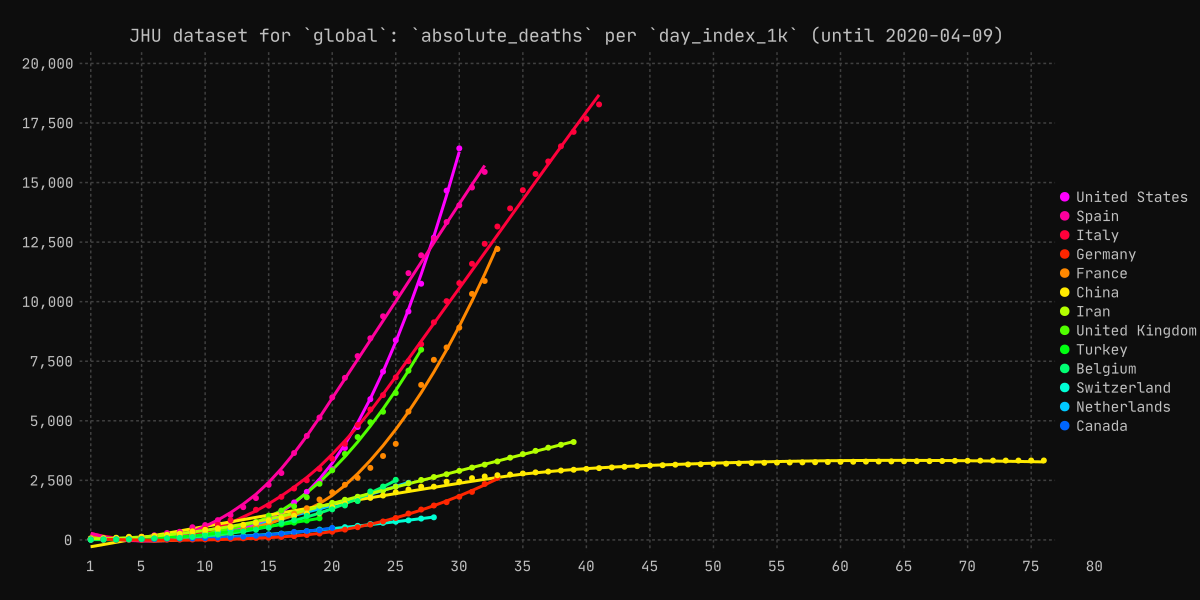 JHU dataset for `global`: `absolute_deaths` per `day_index_1k` (until 2020-04-09)
20,000
17,500
15,000
12,500
10,000
7,500
5,000
2,500
0
1 5 10 15 20 25 30 35 40 45 50 55 60 65 70 75 80
United States
Spain
Italy
Germany
France
China
Iran
United Kingdom
Turkey
Belgium
Switzerland
Netherlands
Canada